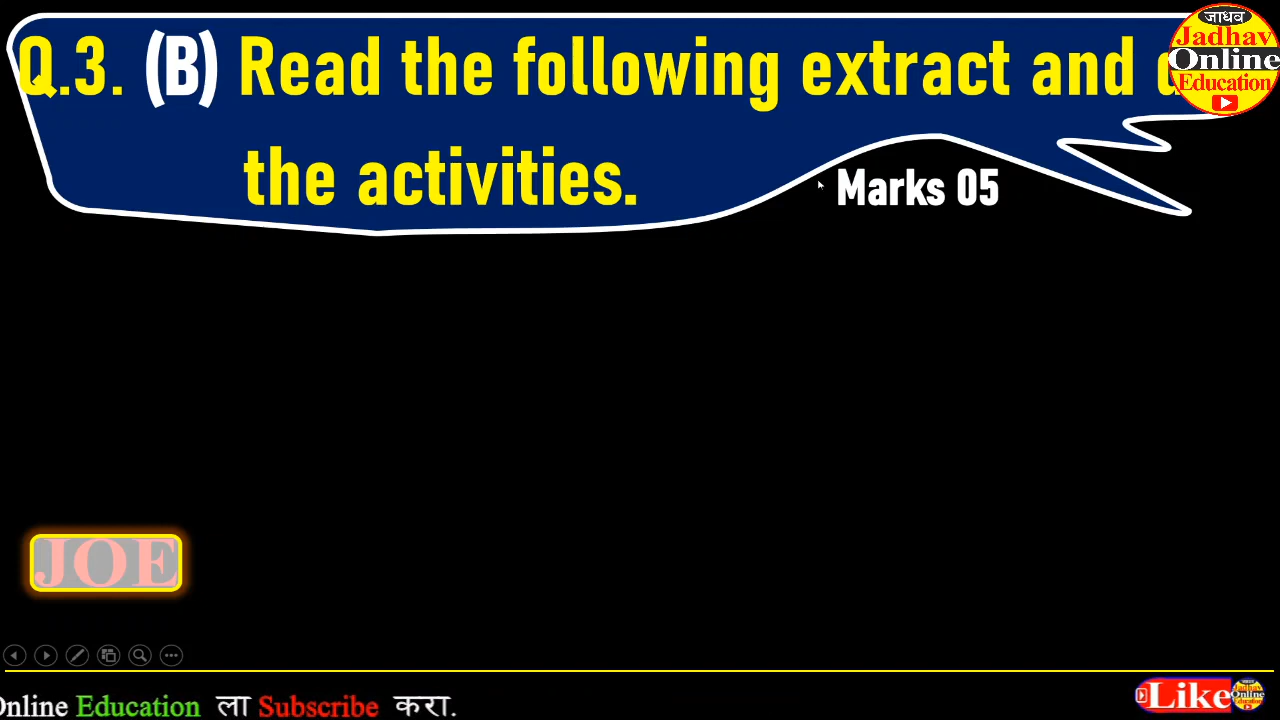 Q.3. (B) Read the following extract and
the activities.
Marks 05
जाधव
Jadhav
Online
Education
JOE
Online Education ला Subscribe करा.
Like